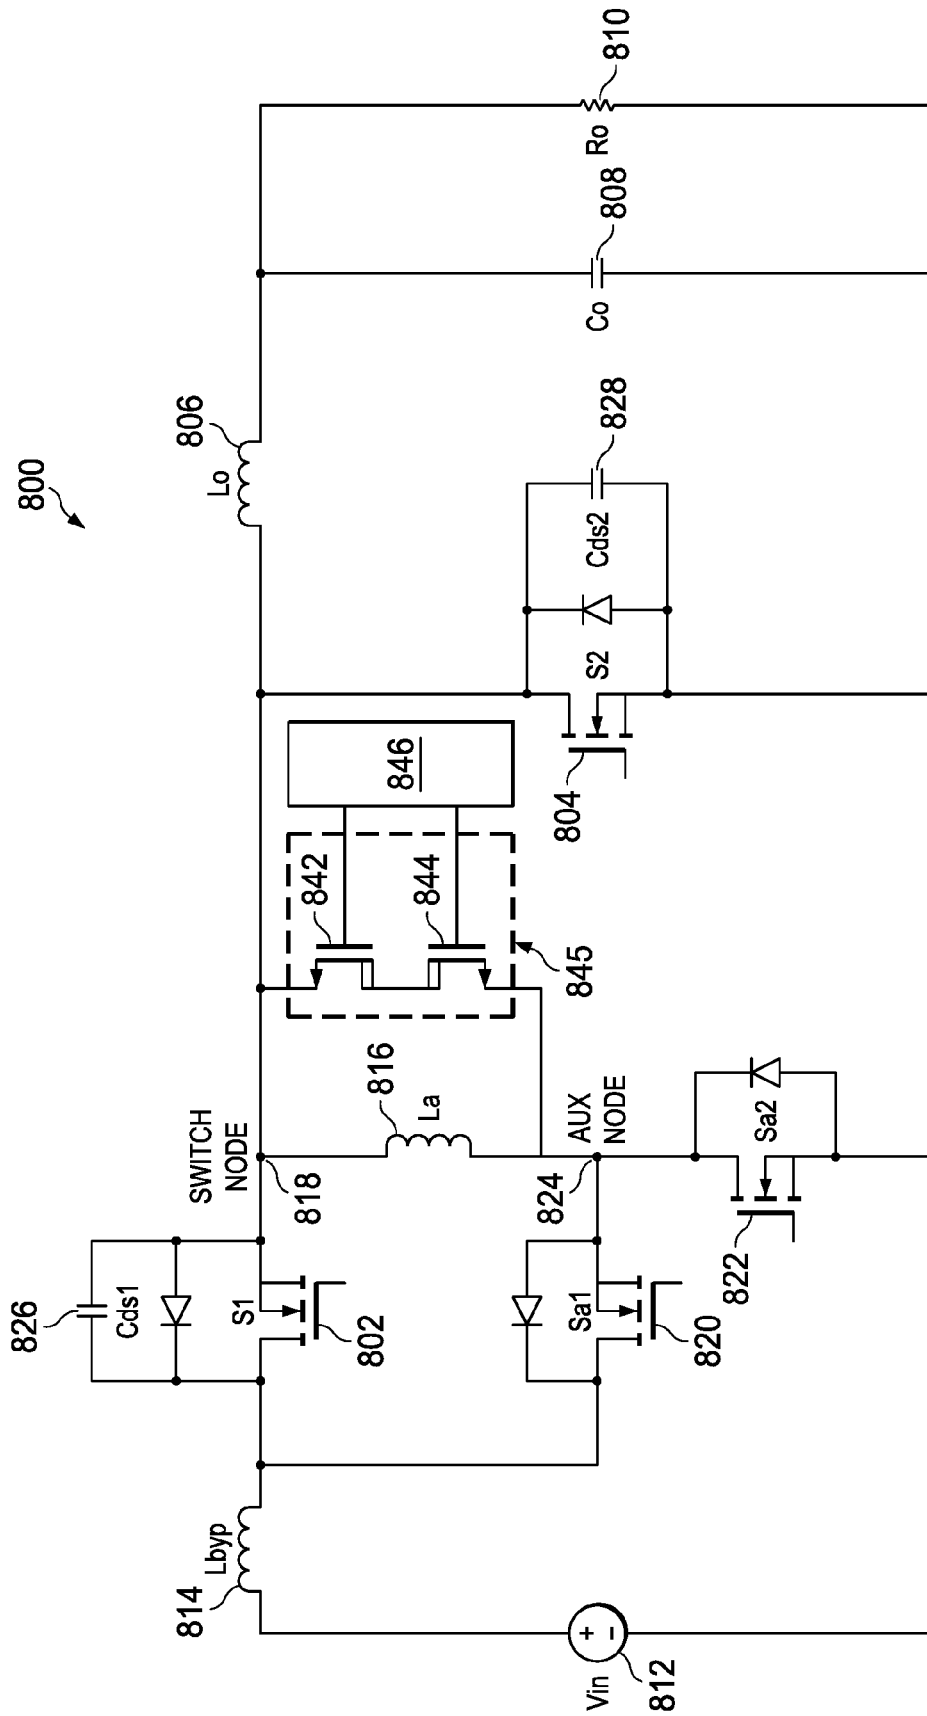 800
826
Cds1
S1
802
814
Lbyp
SWITCH
NODE
818
816
La
842
844
845
846
806
Lo
Sa1
820
AUX
NODE
824
Sa2
822
804
S2
Cds2
828
Co
808
Ro
810
Vin
+
–
812